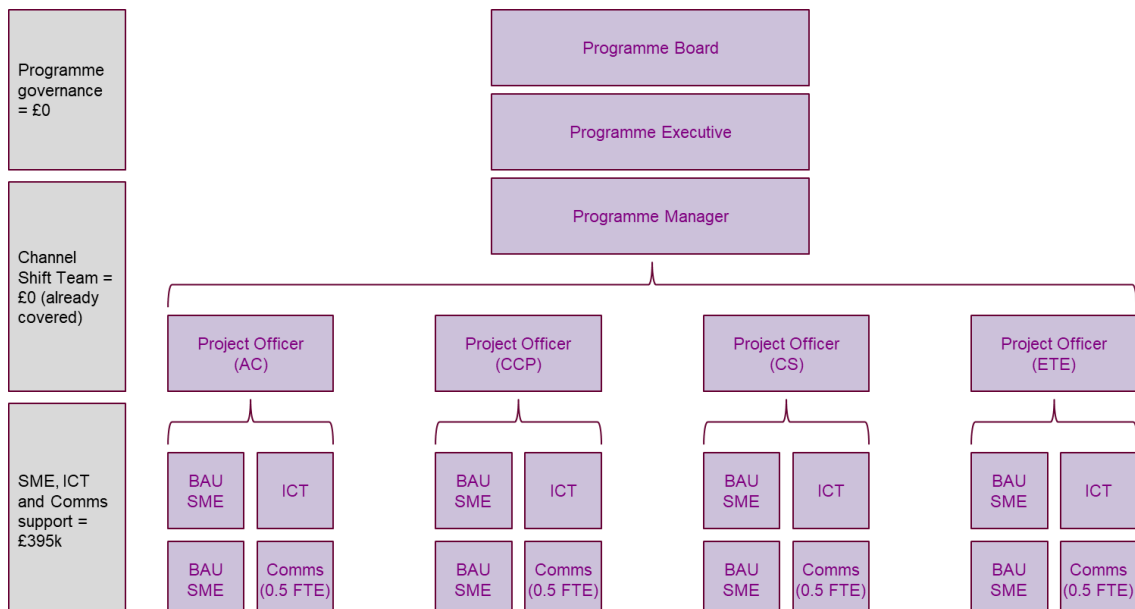 Programme
governance
= £0
Programme Board
Programme Executive
Channel
Shift Team =
£0 (already
covered)
Programme Manager
Project Officer
(AC)
Project Officer
(CCP)
Project Officer
(CS)
Project Officer
(ETE)
SME, ICT
and Comms
support =
£395k
BAU
SME
ICT
BAU
SME
ICT
BAU
SME
ICT
BAU
SME
ICT
BAU
SME
Comms
(0.5 FTE)
BAU
SME
Comms
(0.5 FTE)
BAU
SME
Comms
(0.5 FTE)
BAU
SME
Comms
(0.5 FTE)